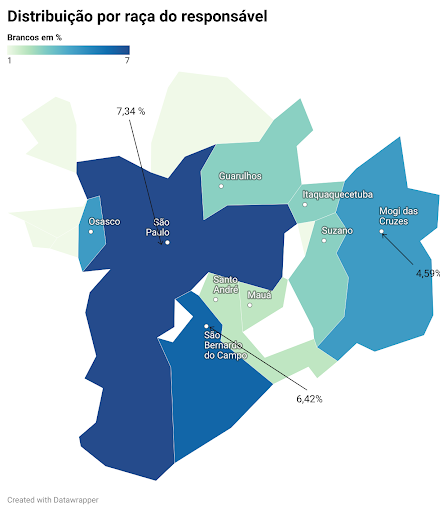 Distribuição por raça do responsável
Brancos em %
1
7
7,34 %
Guarulhos
Itaquaquecetuba
Mogi das
Cruzes
Osasco
São
Paulo
Suzano
4,59%
Santo
André
Mauá
São
Bernardo
do Campo
6,42%
Created with Datawrapper